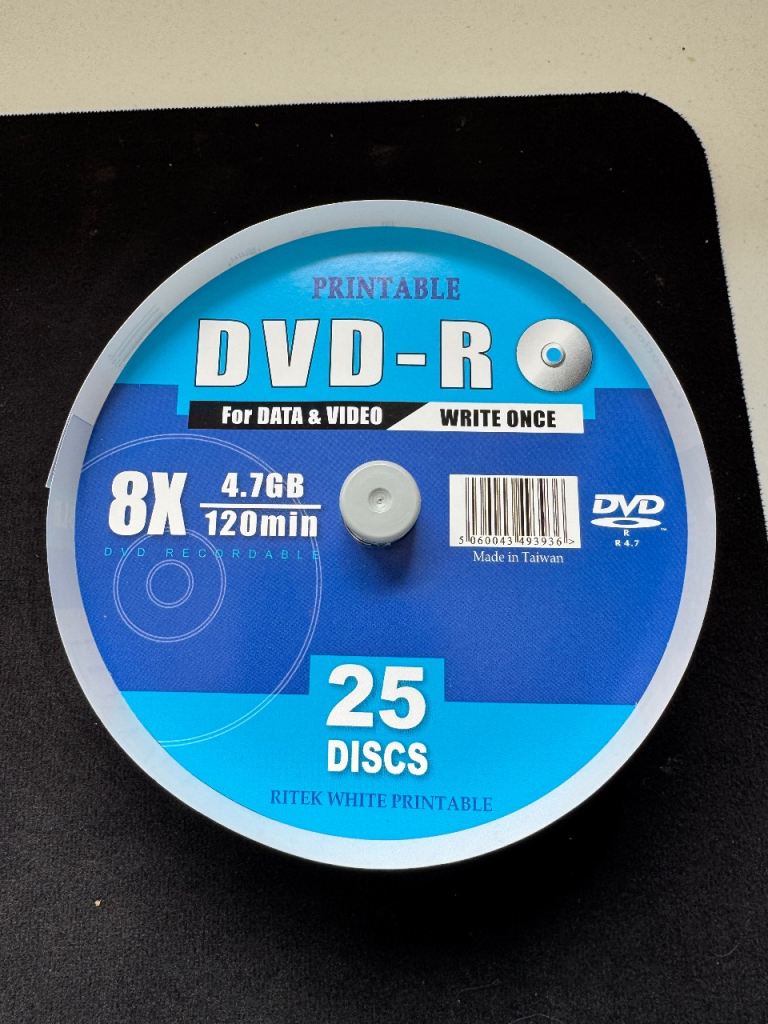 PRINTABLE
DVD-R
For DATA & VIDEO WRITE ONCE
8X
4.7GB
120min
DVD RECORDABLE
5 060043 493936 >
Made in Taiwan
DVD
™
R
R 4.7
25
DISCS
RITEK WHITE PRINTABLE